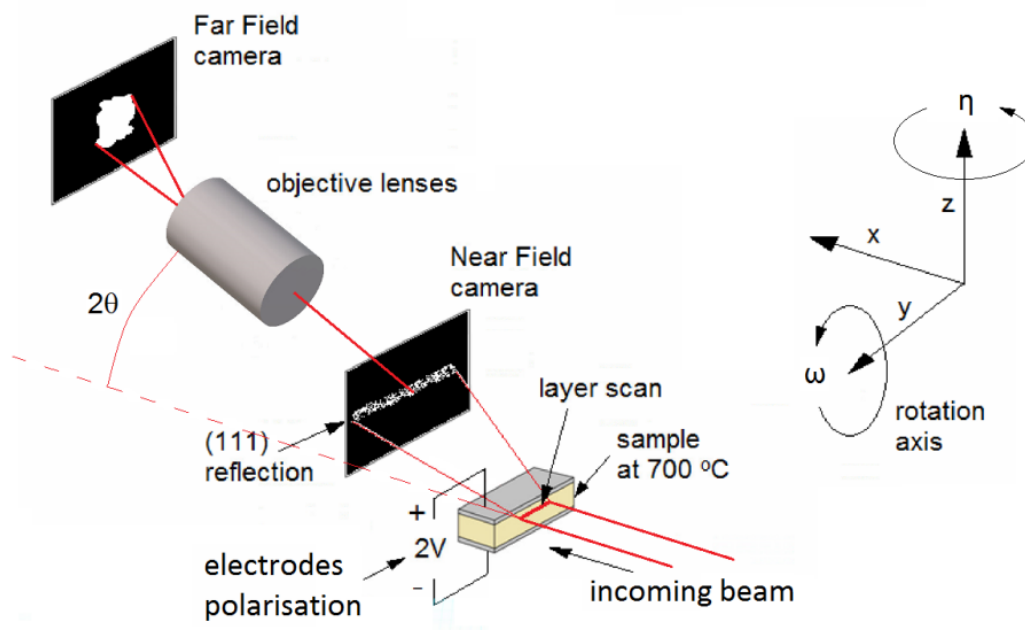 Far Field
camera
objective lenses
2θ
Near Field
camera
(111)
reflection
layer scan
sample
at 700 ºC
+
2V
-
electrodes
polarisation
incoming beam
η
z
x
y
ω
rotation
axis